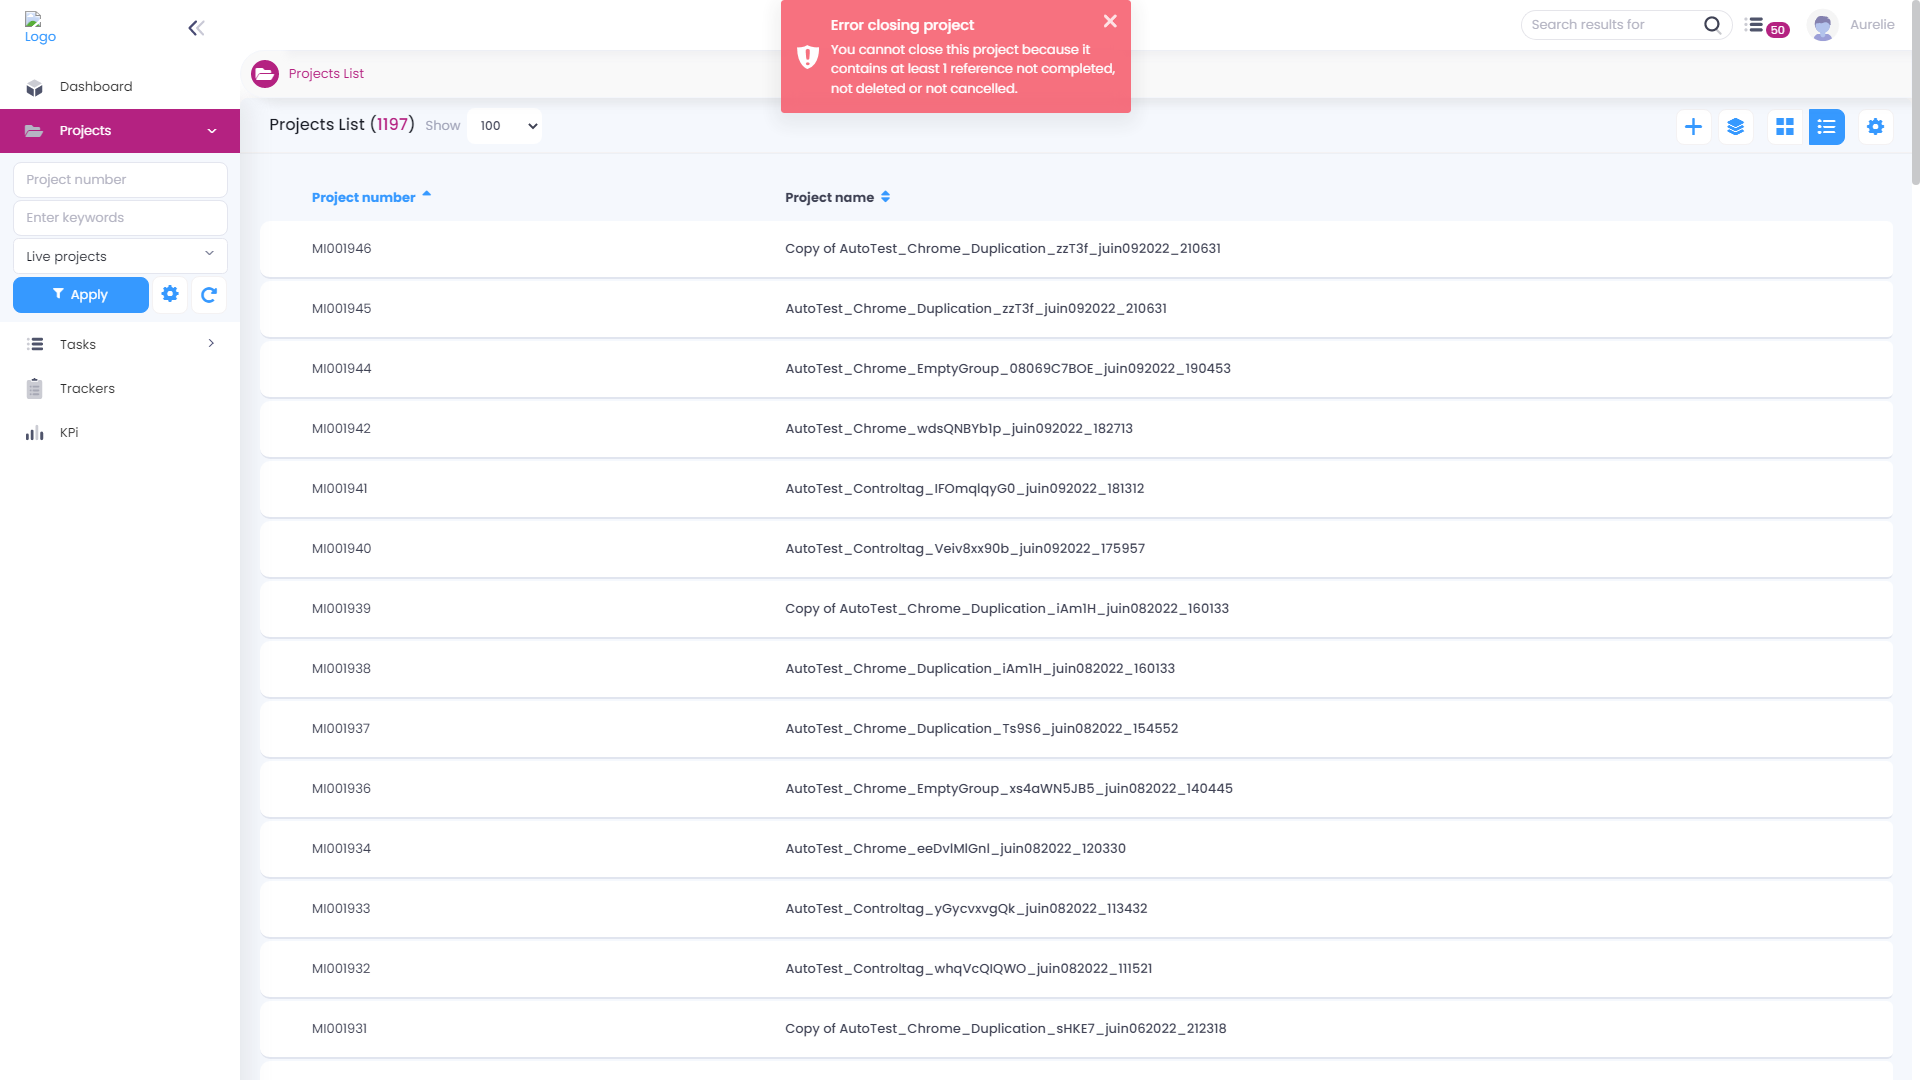 Logo
Error closing project
You cannot close this project because it
contains at least 1 reference not completed,
not deleted or not cancelled.
Search results for
50
Aurelie
Dashboard
Projects
Project number
Enter keywords
Live projects
Apply
Tasks
Trackers
KPi
Projects List
Projects List (1197) Show 100
Project number Project name
MI001946 Copy of AutoTest_Chrome_Duplication_zzT3f_juin092022_210631
MI001945 AutoTest_Chrome_Duplication_zzT3f_juin092022_210631
MI001944 AutoTest_Chrome_EmptyGroup_08069C7BOE_juin092022_190453
MI001942 AutoTest_Chrome_wdsQNBYb1p_juin092022_182713
MI001941 AutoTest_Controltag_IFOmqlqyG0_juin092022_181312
MI001940 AutoTest_Controltag_Veiv8xx90b_juin092022_175957
MI001939 Copy of AutoTest_Chrome_Duplication_iAm1H_juin082022_160133
MI001938 AutoTest_Chrome_Duplication_iAm1H_juin082022_160133
MI001937 AutoTest_Chrome_Duplication_Ts9S6_juin082022_154552
MI001936 AutoTest_Chrome_EmptyGroup_xs4aWN5JB5_juin082022_140445
MI001934 AutoTest_Chrome_eeDvlMlGnl_juin082022_120330
MI001933 AutoTest_Controltag_yGycvxvgQk_juin082022_113432
MI001932 AutoTest_Controltag_whqVcQIQWO_juin082022_111521
MI001931 Copy of AutoTest_Chrome_Duplication_sHKE7_juin062022_212318